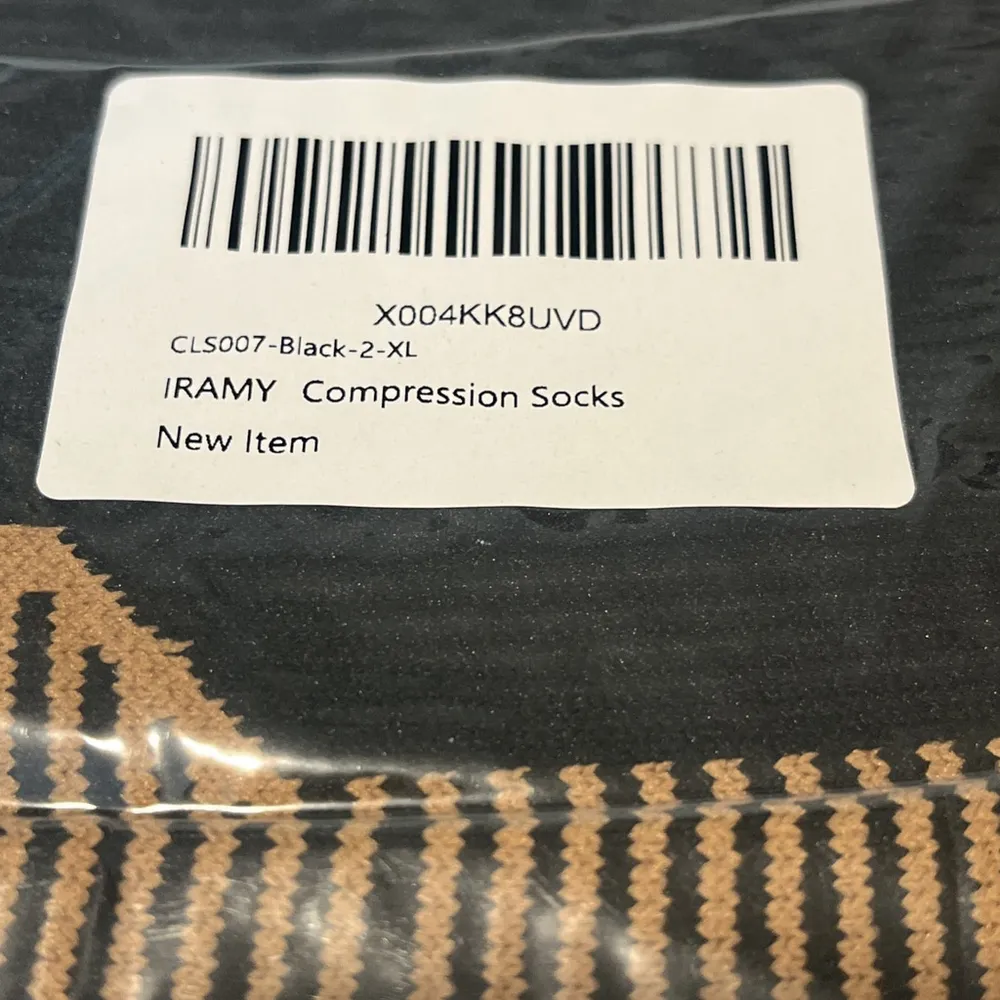 X004KK8UVD
CLS007-Black-2-XL
IRAMY Compression Socks
New Item